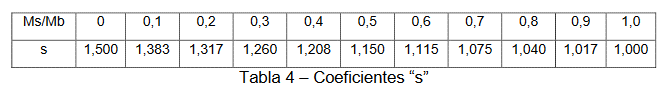 Ms/Mb 0 0,1 0,2 0,3 0,4 0,5 0,6 0,7 0,8 0,9 1,0
s 1,500 1,383 1,317 1,260 1,208 1,150 1,115 1,075 1,040 1,017 1,000
Tabla 4 – Coeficientes “s”